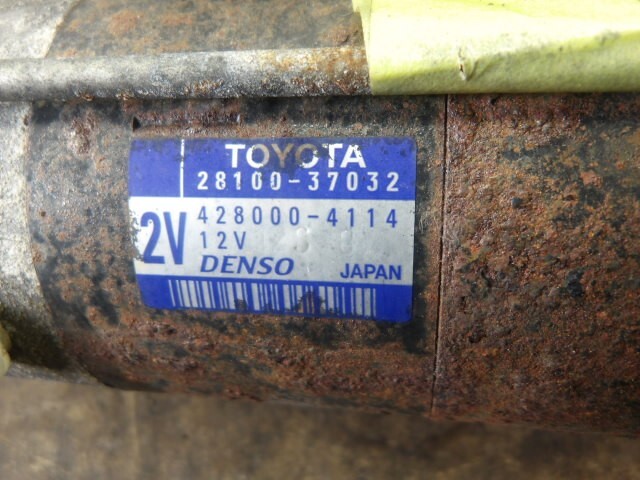 TOYOTA
28100-37032
2V
428000-4114
12V
DENSO JAPAN